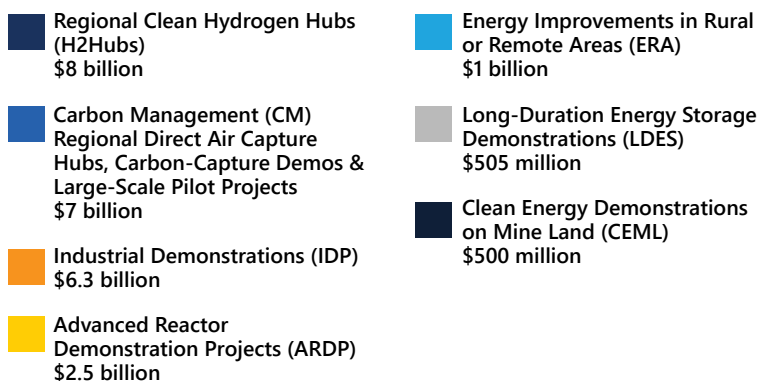 Regional Clean Hydrogen Hubs
(H2Hubs)
$8 billion
Carbon Management (CM)
Regional Direct Air Capture
Hubs, Carbon-Capture Demos &
Large-Scale Pilot Projects
$7 billion
Industrial Demonstrations (IDP)
$6.3 billion
Advanced Reactor
Demonstration Projects (ARDP)
$2.5 billion
Energy Improvements in Rural
or Remote Areas (ERA)
$1 billion
Long-Duration Energy Storage
Demonstrations (LDES)
$505 million
Clean Energy Demonstrations
on Mine Land (CEML)
$500 million